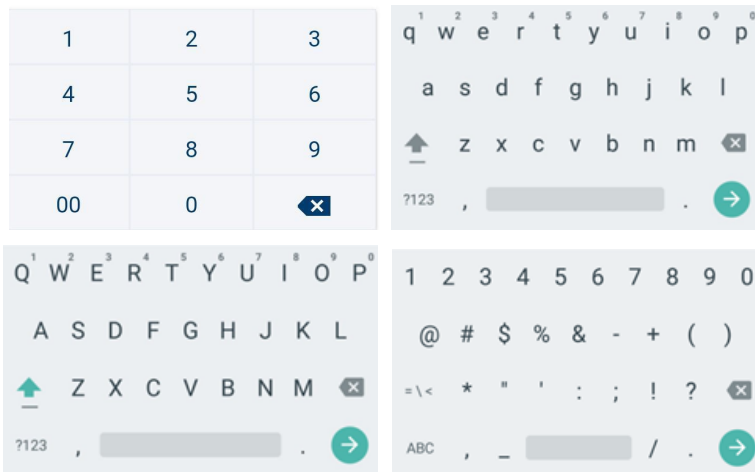 1 2 3
4 5 6
7 8 9
00 0
1 2 3 4 5 6 7 8 9 0
q w e r t y u i o p
a s d f g h j k l
z x c v b n m
?123 , .
1 2 3 4 5 6 7 8 9 0
Q W E R T Y U I O P
A S D F G H J K L
Z X C V B N M
?123 , .
1 2 3 4 5 6 7 8 9 0
@ # $ % & - + ( )
=\< * " ' : ; ! ?
ABC , _ / .